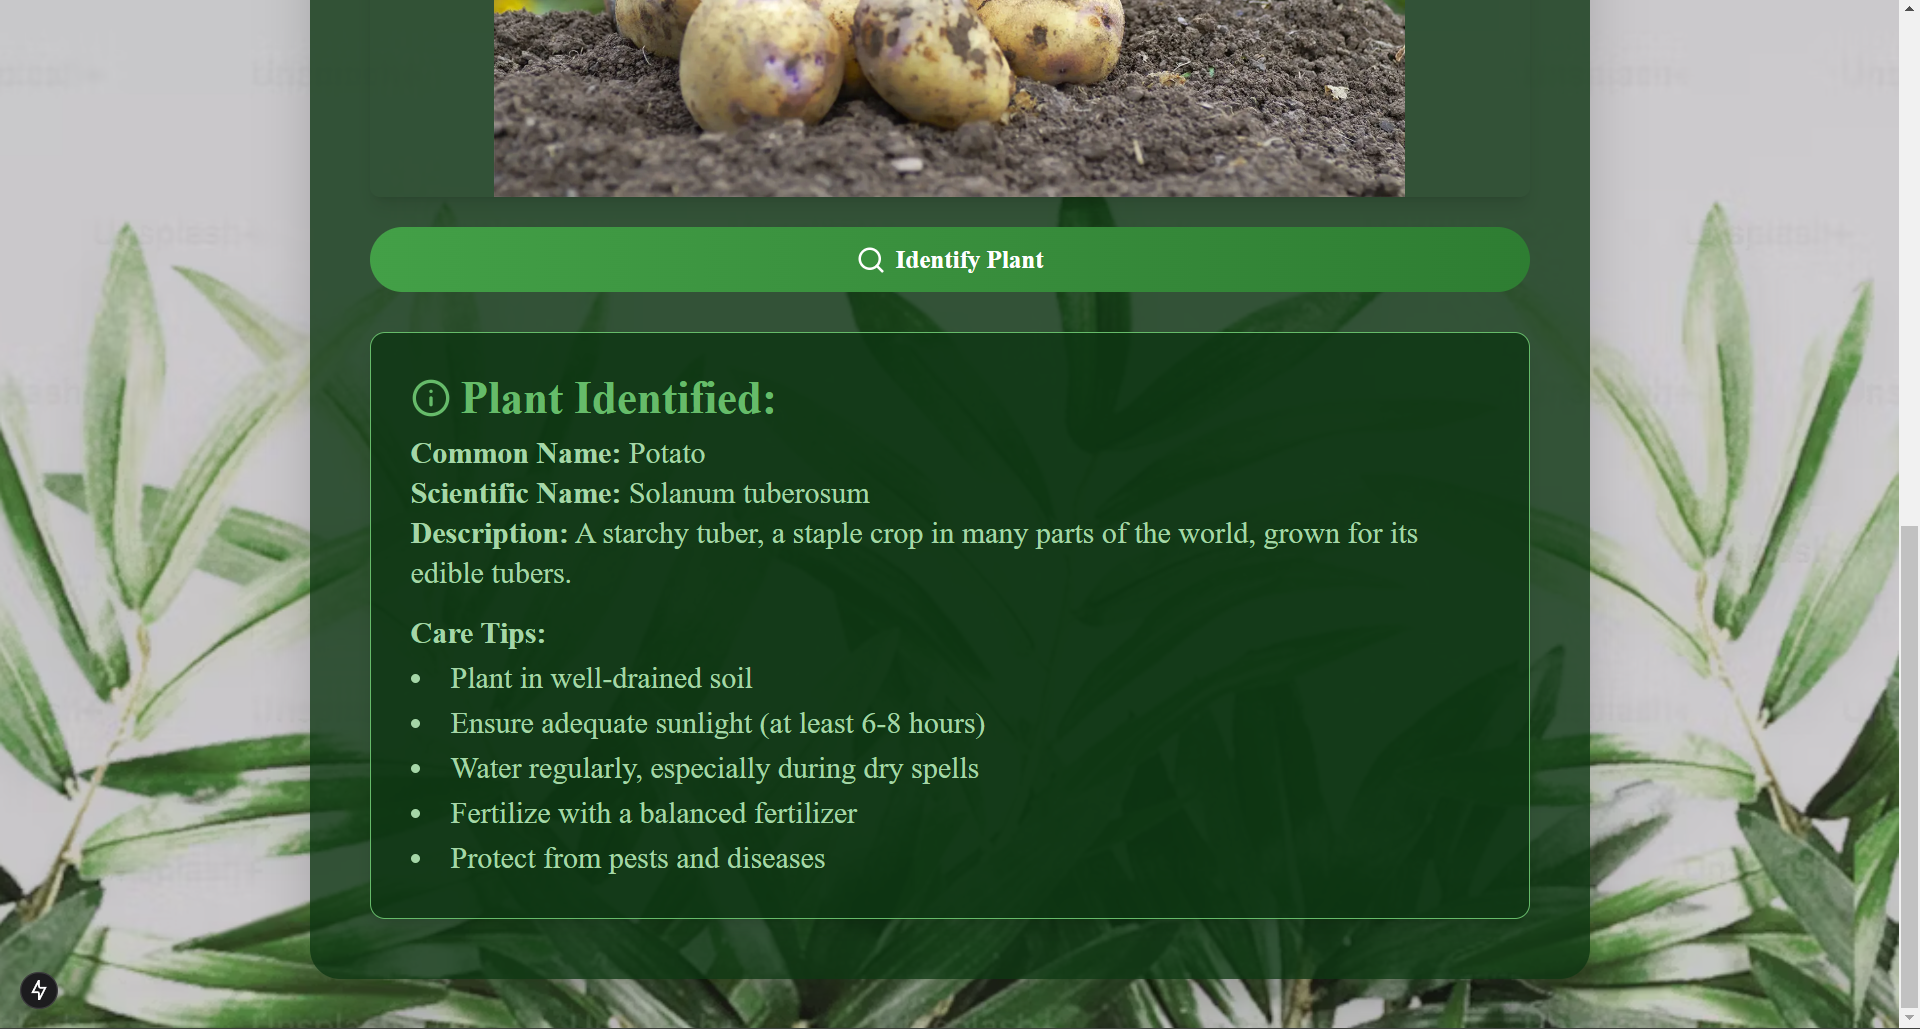 Identify Plant
Plant Identified:
Common Name: Potato
Scientific Name: Solanum tuberosum
Description: A starchy tuber, a staple crop in many parts of the world, grown for its
edible tubers.
Care Tips:
• Plant in well-drained soil
• Ensure adequate sunlight (at least 6-8 hours)
• Water regularly, especially during dry spells
• Fertilize with a balanced fertilizer
• Protect from pests and diseases